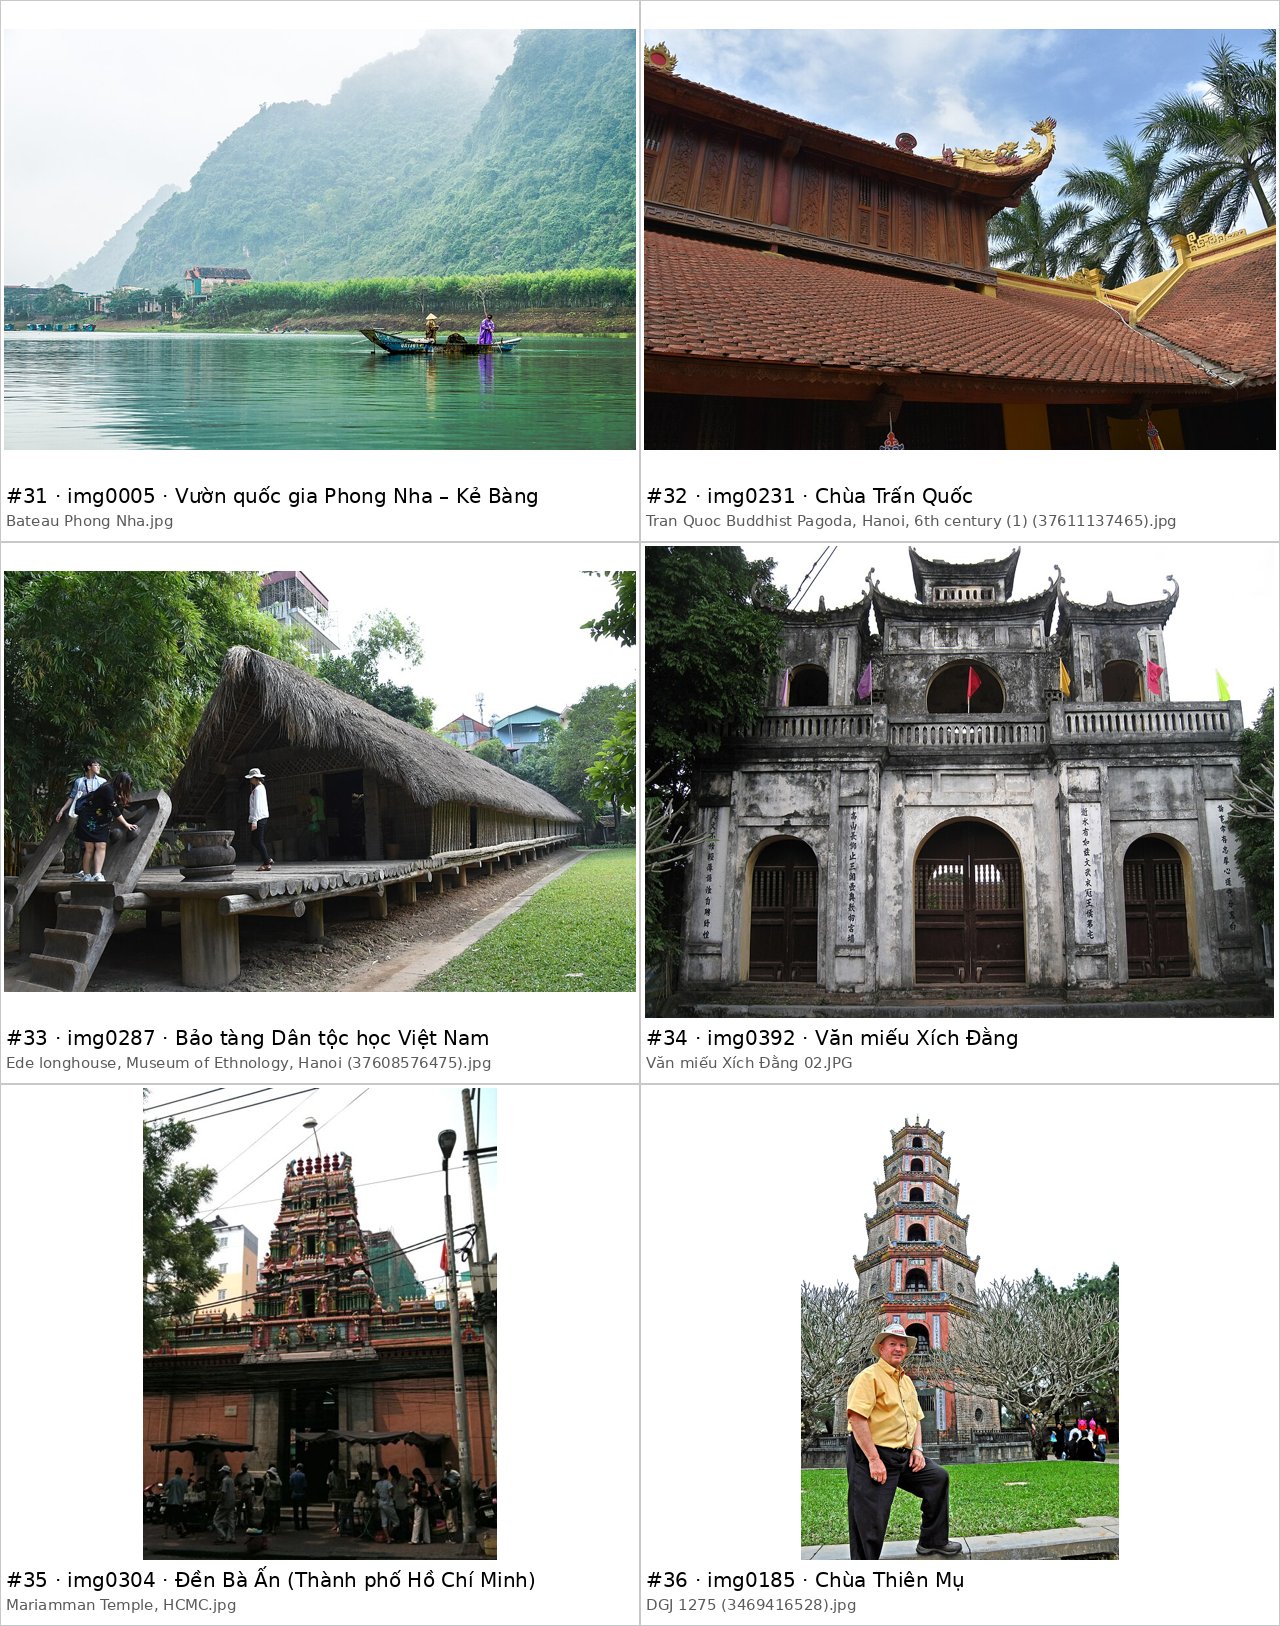 #31 · img0005 · Vườn quốc gia Phong Nha – Kẻ Bàng
Bateau Phong Nha.jpg
#32 · img0231 · Chùa Trấn Quốc
Tran Quoc Buddhist Pagoda, Hanoi, 6th century (1) (37611137465).jpg
#33 · img0287 · Bảo tàng Dân tộc học Việt Nam
Ede longhouse, Museum of Ethnology, Hanoi (37608576475).jpg
#34 · img0392 · Văn miếu Xích Đằng
Văn miếu Xích Đằng 02.JPG
#35 · img0304 · Đền Bà Ấn (Thành phố Hồ Chí Minh)
Mariamman Temple, HCMC.jpg
#36 · img0185 · Chùa Thiên Mụ
DGJ 1275 (3469416528).jpg